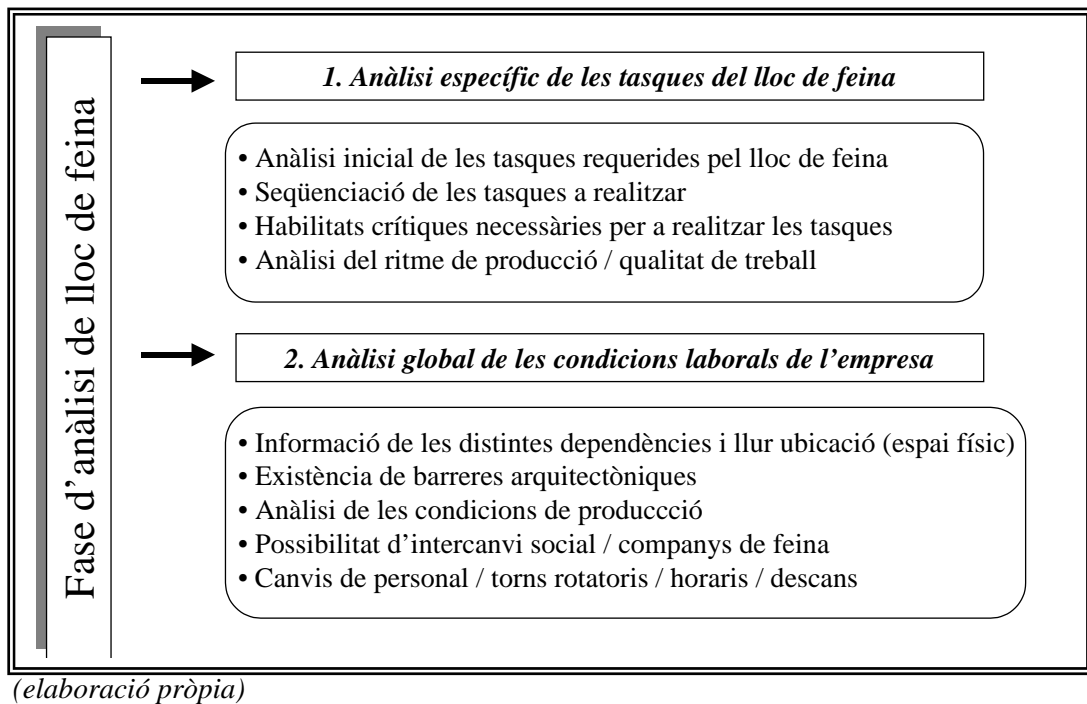 Fase d'anàlisi de lloc de feina
1. Anàlisi específic de les tasques del lloc de feina
• Anàlisi inicial de les tasques requerides pel lloc de feina
• Seqüenciació de les tasques a realitzar
• Habilitats crítiques necessàries per a realitzar les tasques
• Anàlisi del ritme de producció / qualitat de treball
2. Anàlisi global de les condicions laborals de l’empresa
• Informació de les distintes dependències i llur ubicació (espai físic)
• Existència de barreres arquitectòniques
• Anàlisi de les condicions de produccció
• Possibilitat d’intercanvi social / companys de feina
• Canvis de personal / torns rotatoris / horaris / descans
(elaboració pròpia)